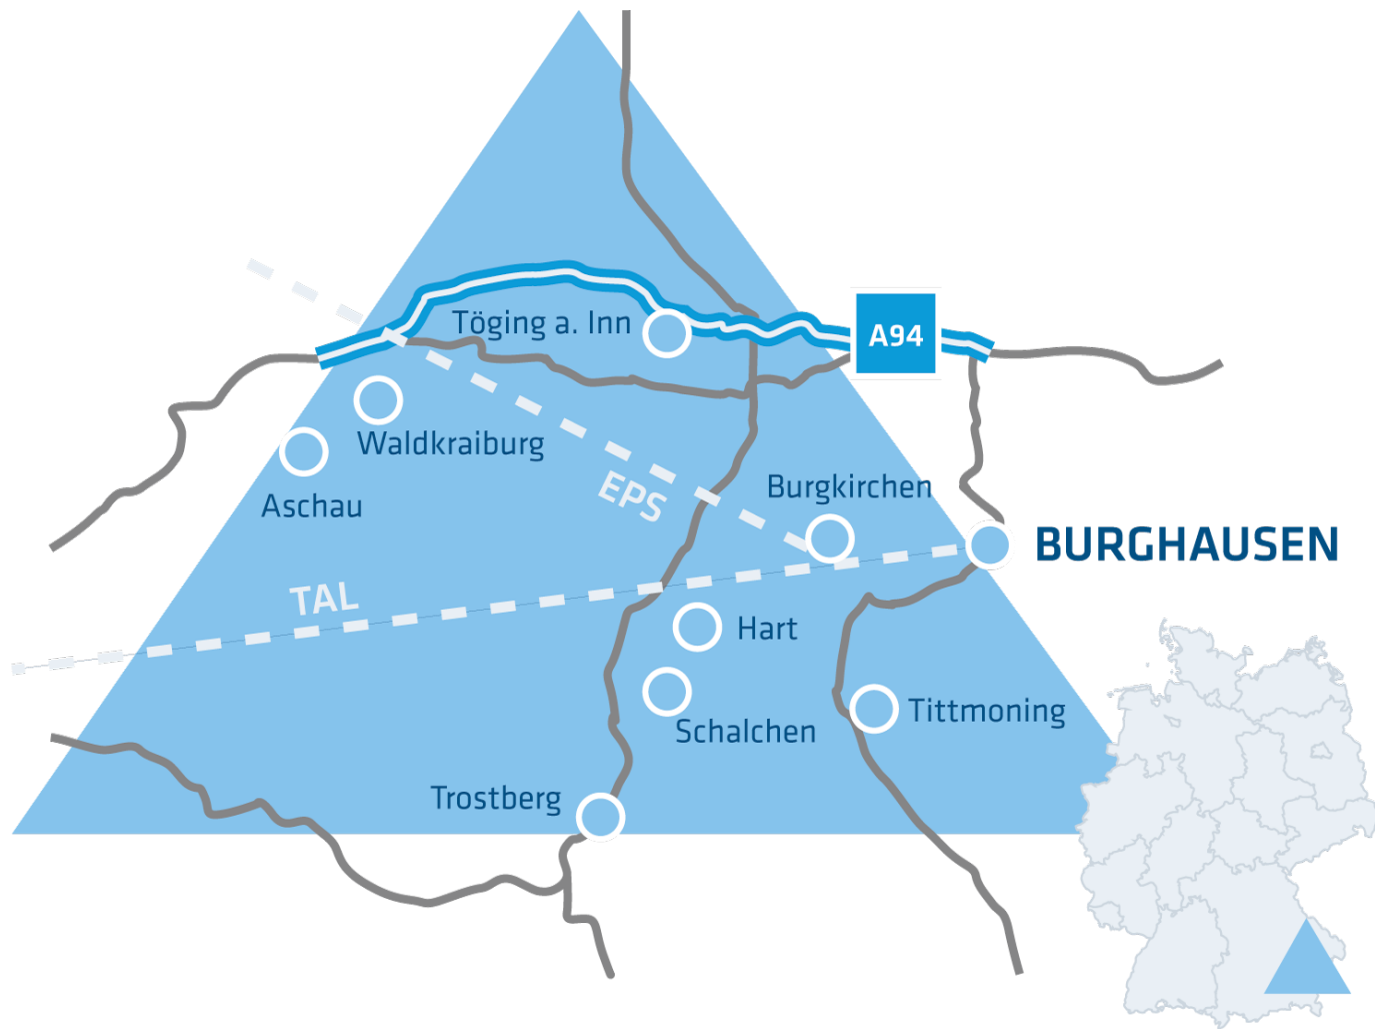 Töging a. Inn
A94
Waldkraiburg
Aschau
EPS
Burgkirchen
BURGHAUSEN
TAL
Hart
Tittmoning
Schalchen
Trostberg